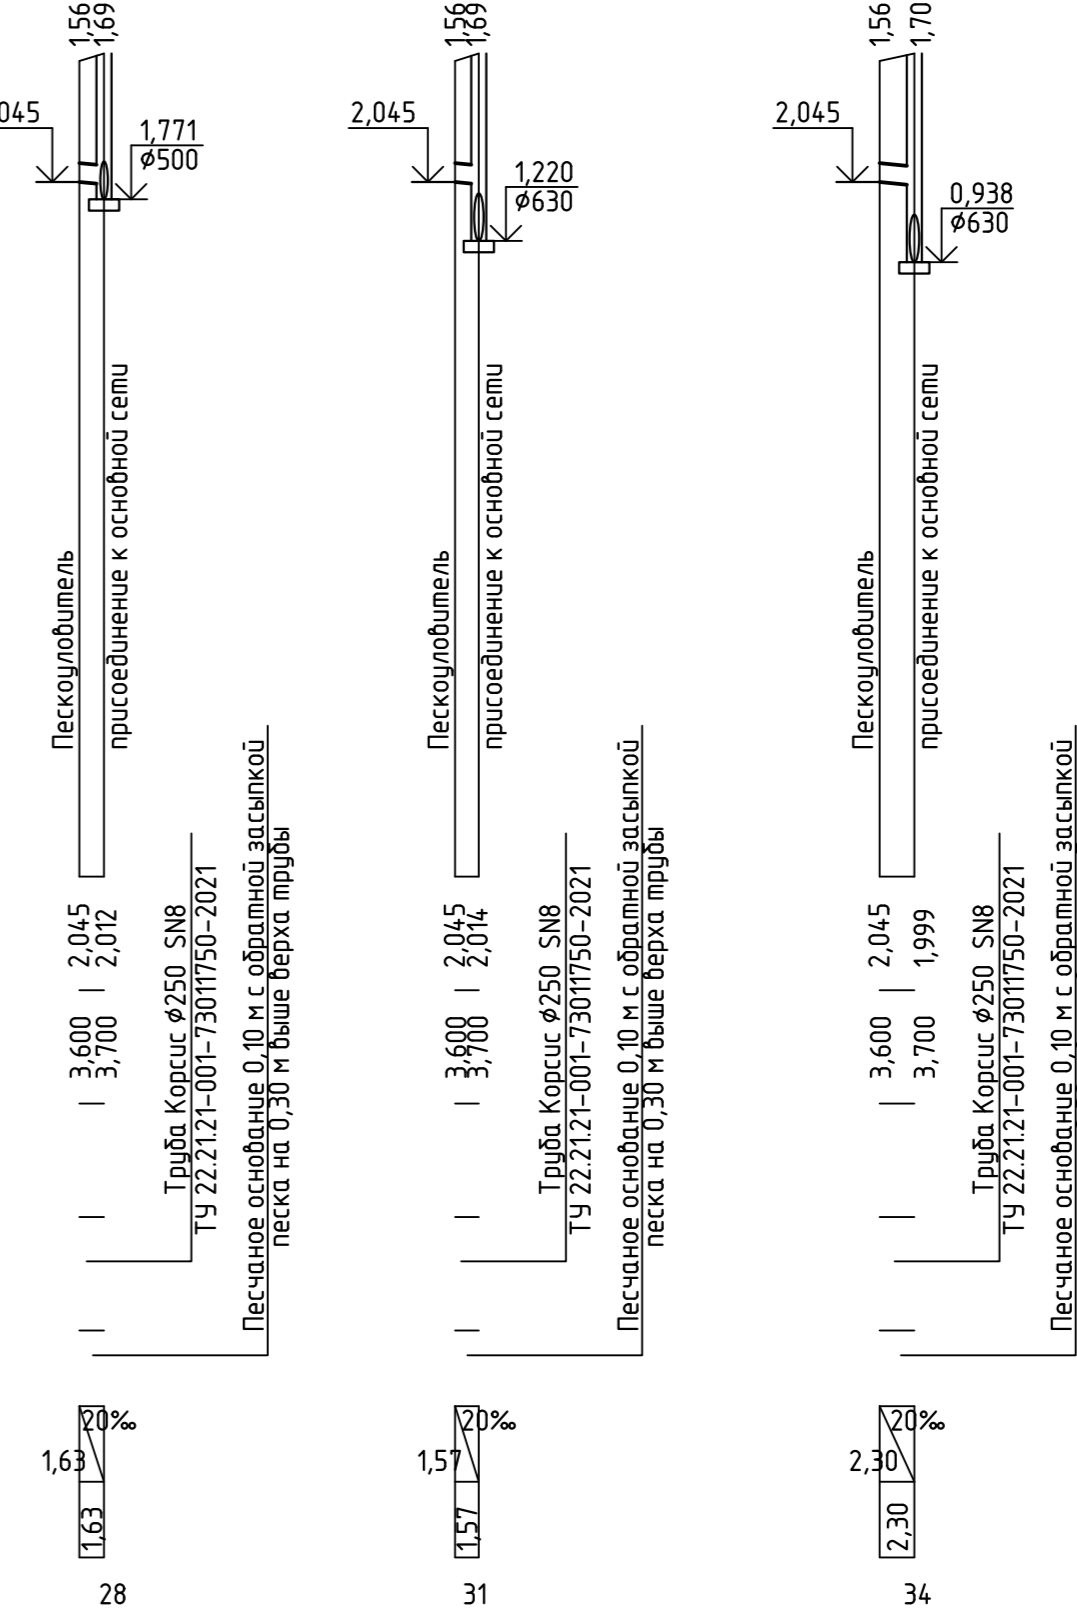 1,56
1,69
045
1,771
φ500
Пескоуловитель
присоединение к основной сети
2,045
2,012
3,600
3,700
Труба Корсис φ250 SN8
ТУ 22.21.21-001-73011750-2021
Песчаное основание 0,10 м с обратной засыпкой
песка на 0,30 м выше верха трубы
20‰
1,63
1,63
28
1,56
1,69
2,045
1,220
φ630
Пескоуловитель
присоединение к основной сети
2,045
2,014
3,600
3,700
Труба Корсис φ250 SN8
ТУ 22.21.21-001-73011750-2021
Песчаное основание 0,10 м с обратной засыпкой
песка на 0,30 м выше верха трубы
20‰
1,57
1,57
31
1,56
1,70
2,045
0,938
φ630
Пескоуловитель
присоединение к основной сети
2,045
1,999
3,600
3,700
Труба Корсис φ250 SN8
ТУ 22.21.21-001-73011750-2021
Песчаное основание 0,10 м с обратной засыпкой
20‰
2,30
2,30
34